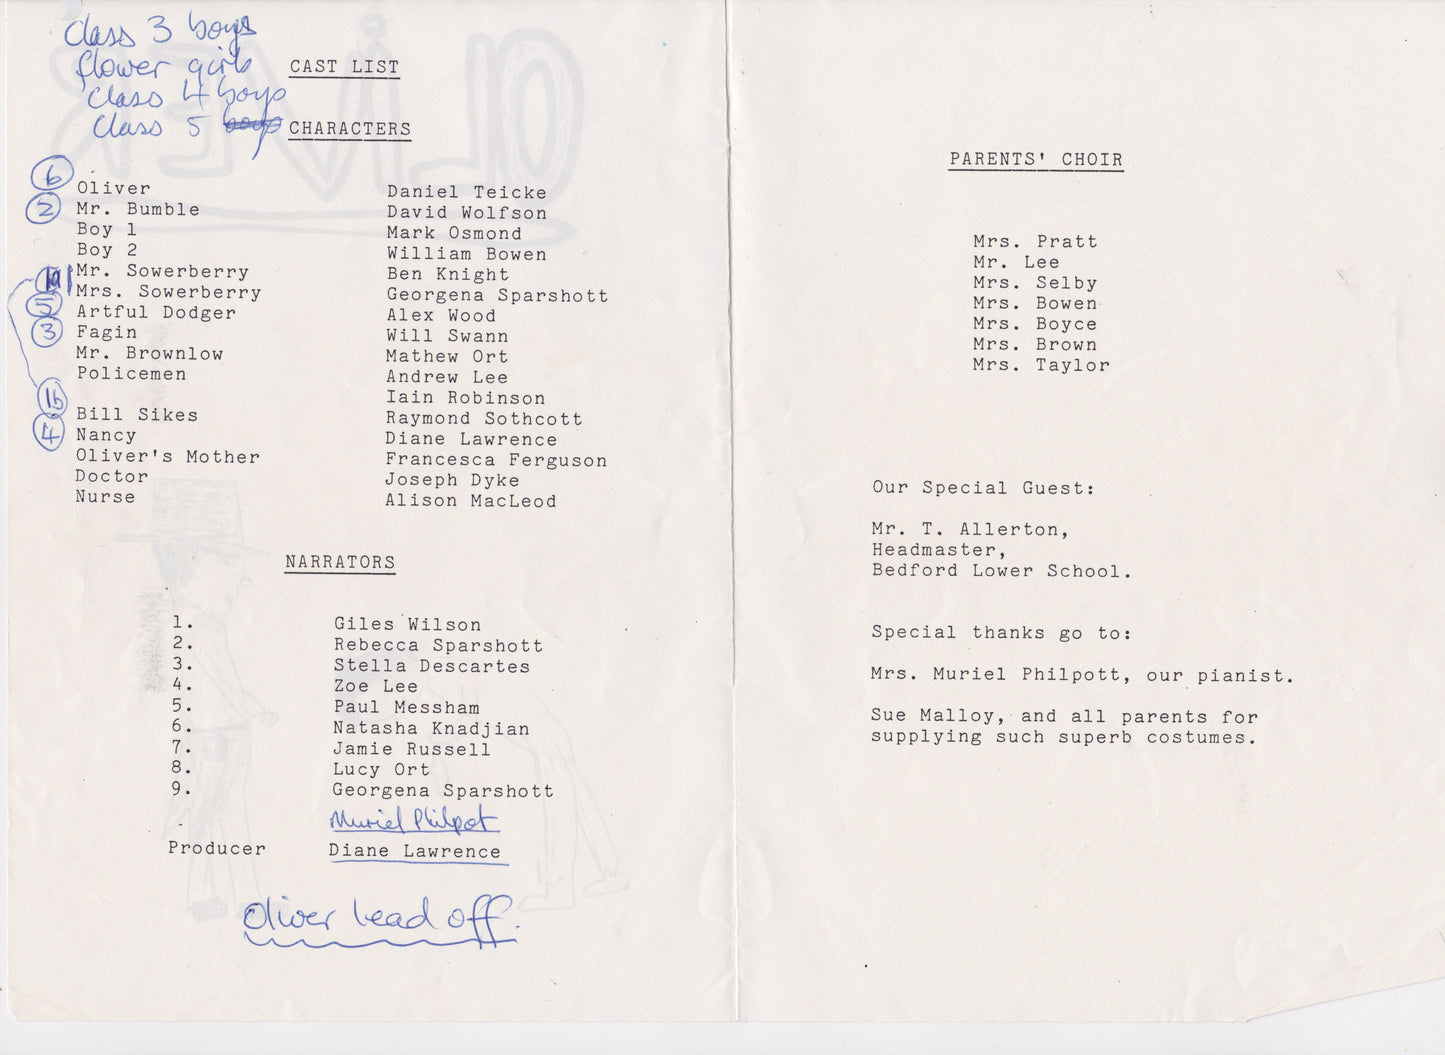 Class 3 boys
flower girls
Class 4 boys
Class 5 boys
CAST LIST
CHARACTERS
6 Oliver Daniel Teicke
2 Mr. Bumble David Wolfson
Boy 1 Mark Osmond
Boy 2 William Bowen
1a Mr. Sowerberry Ben Knight
Mrs. Sowerberry Georgena Sparshott
5 Artful Dodger Alex Wood
3 Fagin Will Swann
Mr. Brownlow Mathew Ort
Policemen Andrew Lee
1b Iain Robinson
Bill Sikes Raymond Sothcott
4 Nancy Diane Lawrence
Oliver's Mother Francesca Ferguson
Doctor Joseph Dyke
Nurse Alison MacLeod
NARRATORS
1. Giles Wilson
2. Rebecca Sparshott
3. Stella Descartes
4. Zoe Lee
5. Paul Messham
6. Natasha Knadjian
7. Jamie Russell
8. Lucy Ort
9. Georgena Sparshott
Muriel Philpot
Producer Diane Lawrence
Oliver lead off.
PARENTS' CHOIR
Mrs. Pratt
Mr. Lee
Mrs. Selby
Mrs. Bowen
Mrs. Boyce
Mrs. Brown
Mrs. Taylor
Our Special Guest:
Mr. T. Allerton,
Headmaster,
Bedford Lower School.
Special thanks go to:
Mrs. Muriel Philpott, our pianist.
Sue Malloy, and all parents for
supplying such superb costumes.
OLIVER